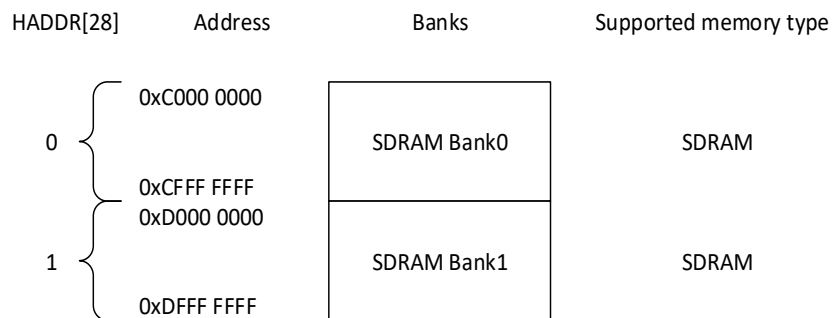 HADDR[28] Address Banks Supported memory type
0xC000 0000
0 SDRAM Bank0 SDRAM
0xCFFF FFFF
0xD000 0000
1 SDRAM Bank1 SDRAM
0xDFFF FFFF